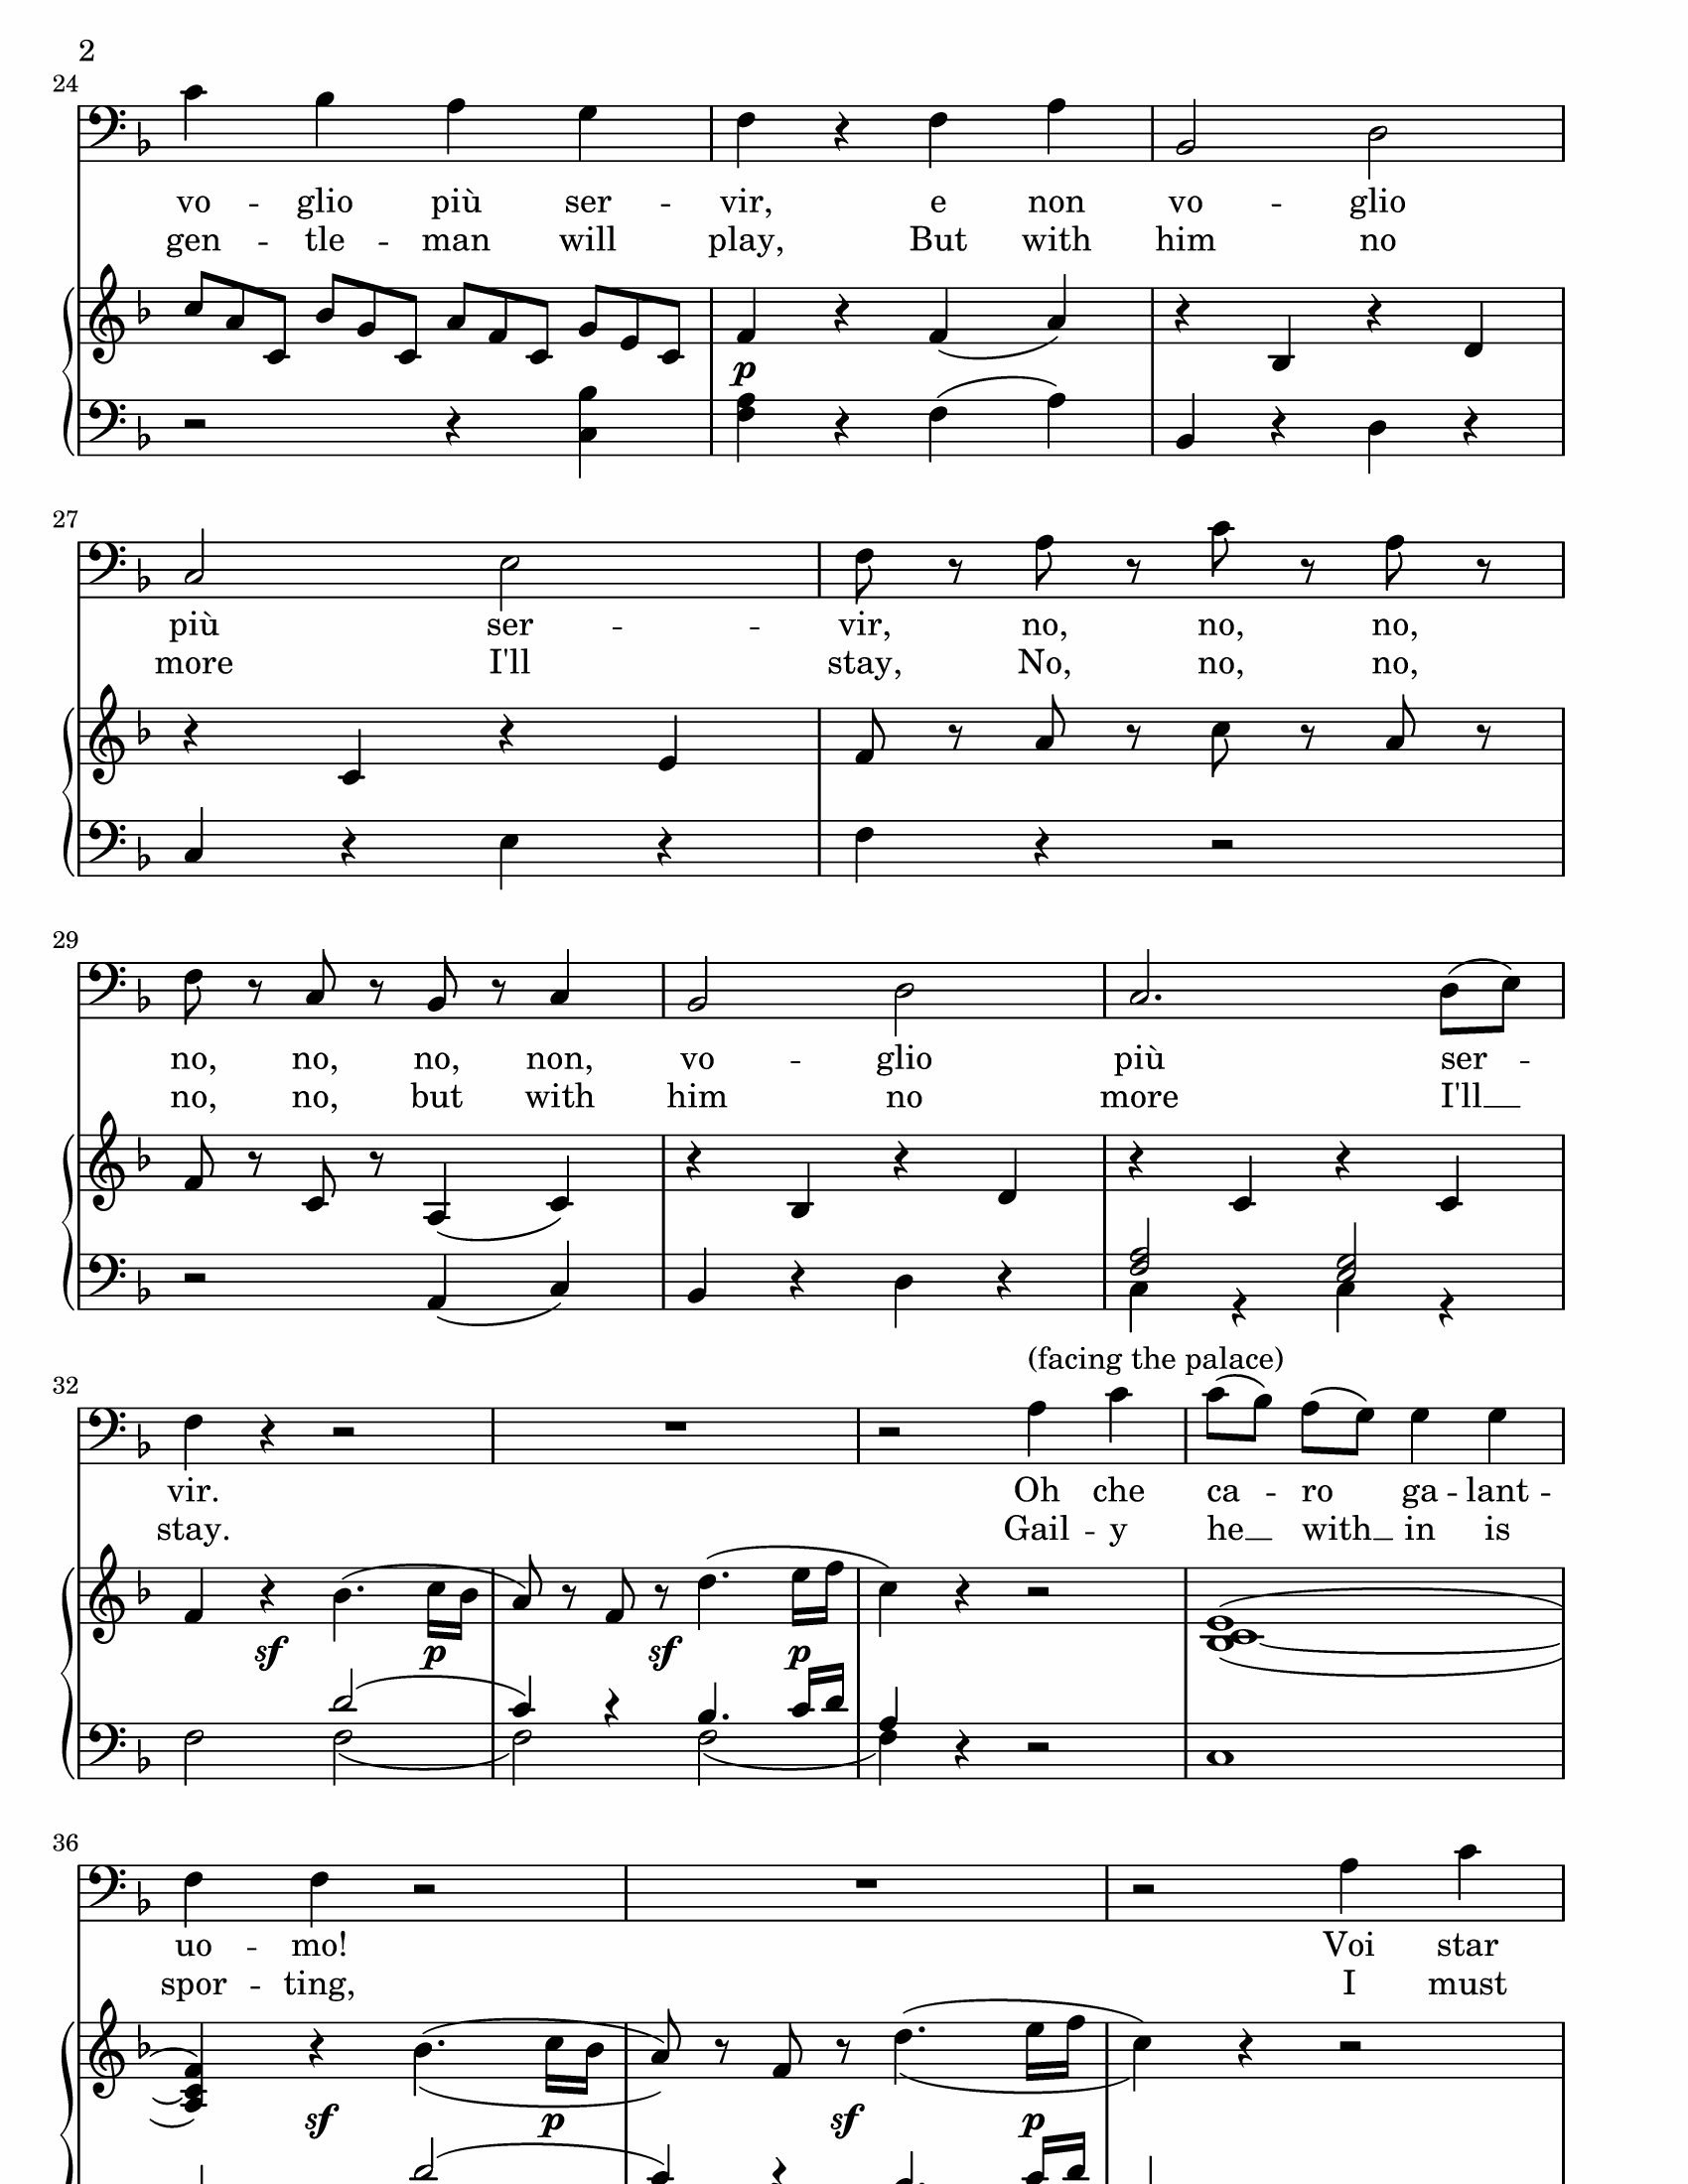 2
24
vo - glio più ser - vir, e non vo - glio
gen - tle - man will play, But with him no
p
27
più ser - vir, no, no, no,
more I'll stay, No, no, no,
29
no, no, no, non, vo - glio più ser -
no, no, but with him no more I'll __
(facing the palace)
32
vir. Oh che ca - ro ga - lant -
stay. Gail - y he __ with __ in is
sf p sf p
36
uo - mo! Voi star
spor - ting, I must
sf p sf p